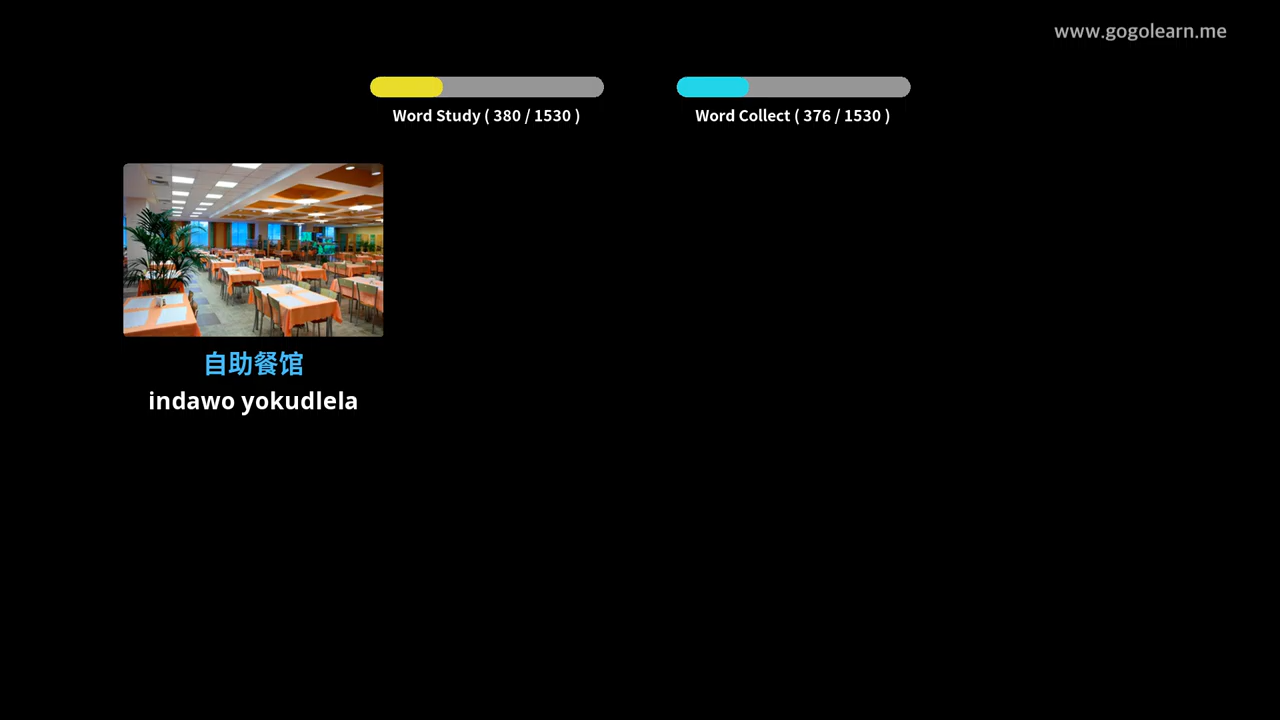 www.gogolearn.me
Word Study ( 380 / 1530 )
Word Collect ( 376 / 1530 )
自助餐馆
indawo yokudlela